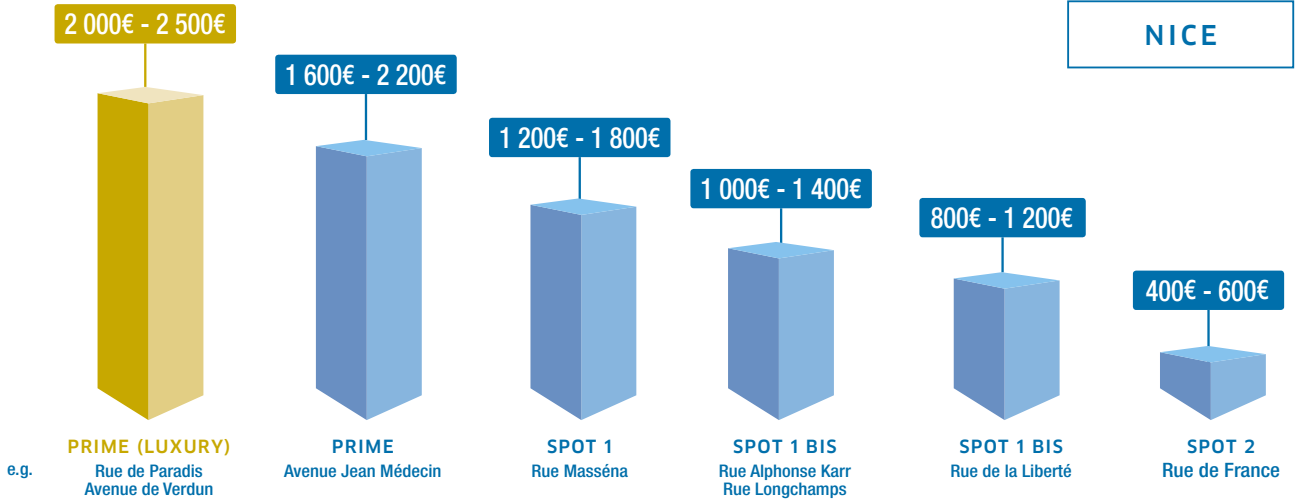 NICE
2 000€ - 2 500€
1 600€ - 2 200€
1 200€ - 1 800€
1 000€ - 1 400€
800€ - 1 200€
400€ - 600€
PRIME (LUXURY)
PRIME
SPOT 1
SPOT 1 BIS
SPOT 1 BIS
SPOT 2
e.g.
Rue de Paradis
Avenue de Verdun
Avenue Jean Médecin
Rue Masséna
Rue Alphonse Karr
Rue Longchamps
Rue de la Liberté
Rue de France